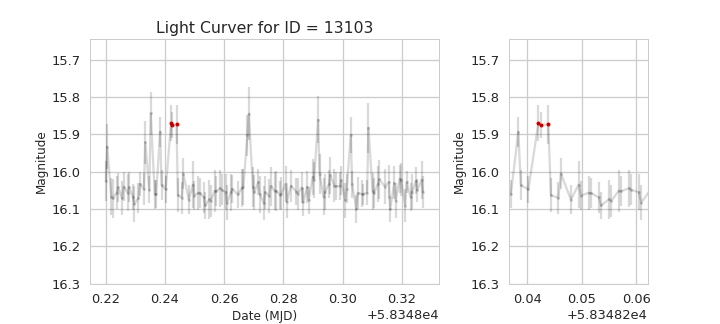 Light Curver for ID = 13103
Magnitude
15.7
15.8
15.9
16.0
16.1
16.2
16.3
0.22 0.24 0.26 0.28 0.30 0.32
Date (MJD) +5.8348e4
Magnitude
15.7
15.8
15.9
16.0
16.1
16.2
16.3
0.04 0.05 0.06
+5.83482e4